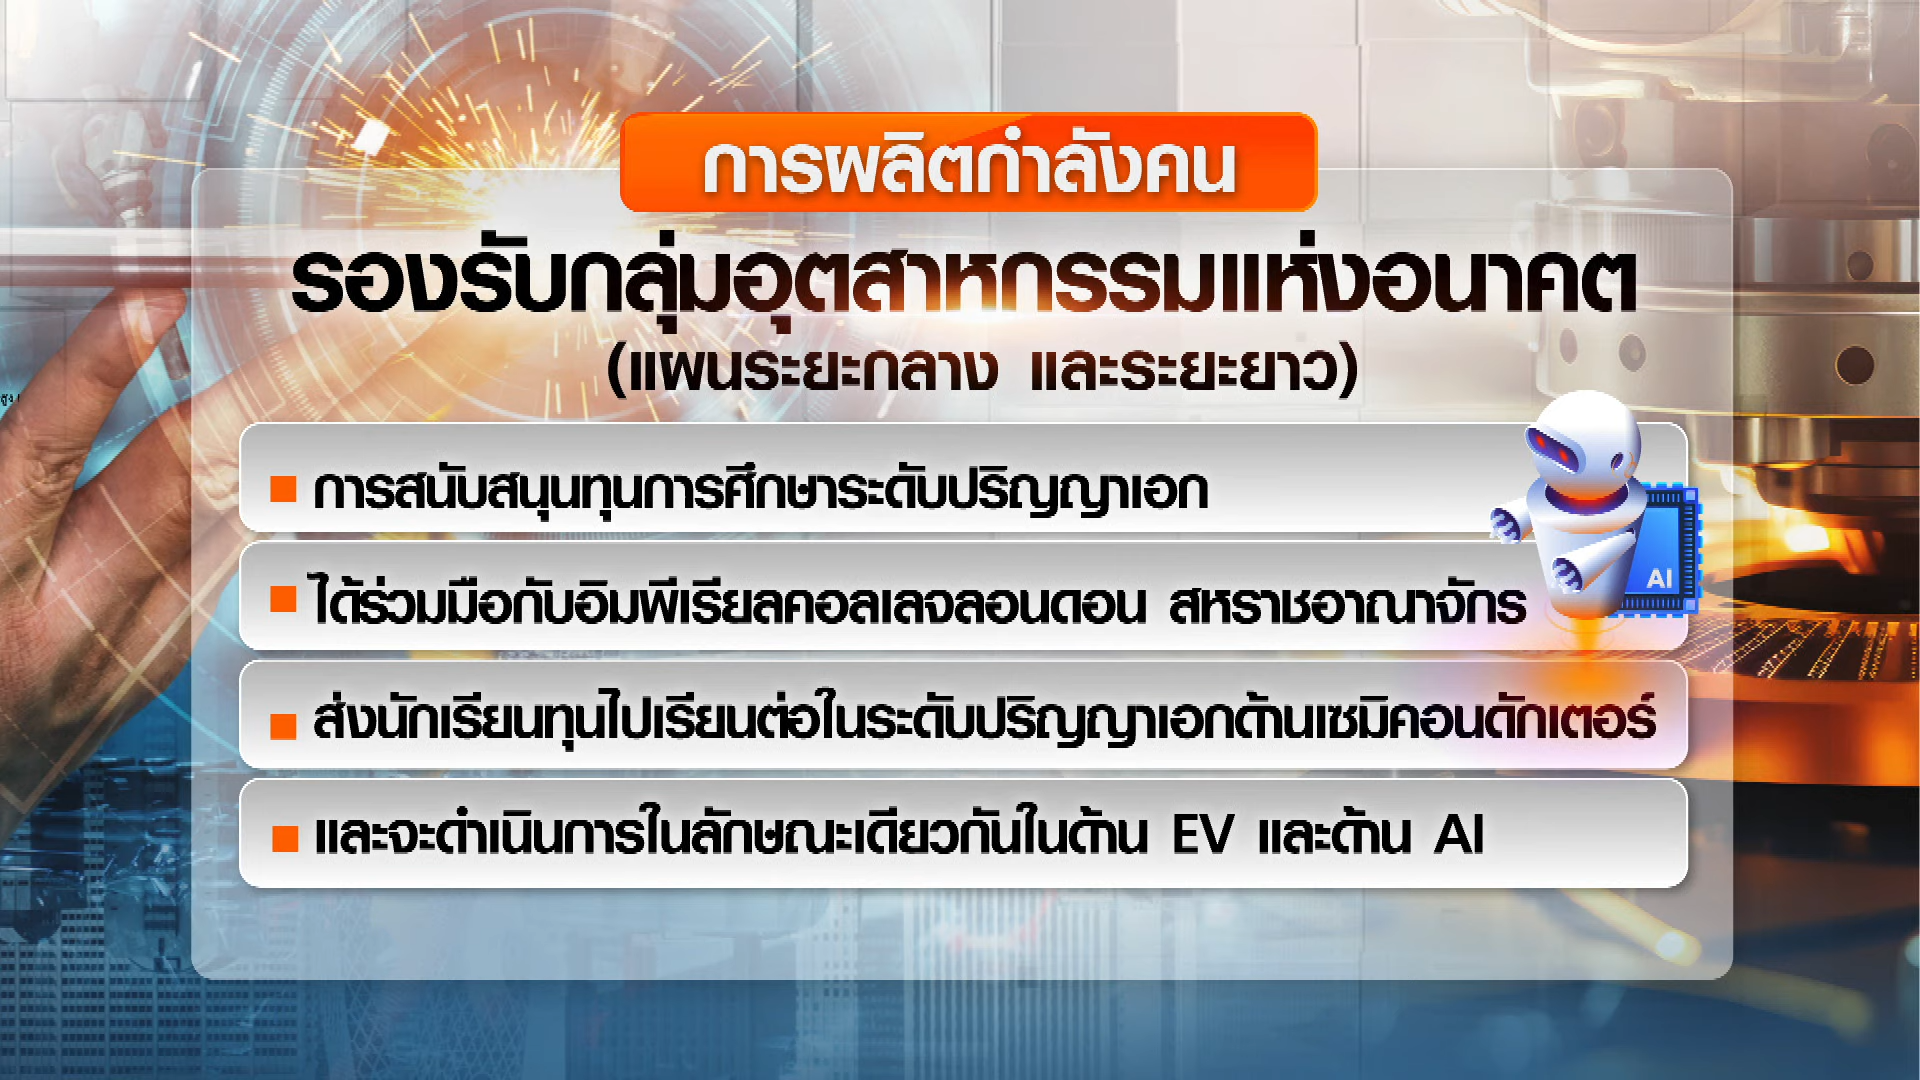 การผลิตกำลังคน
รองรับกลุ่มอุตสาหกรรมแห่งอนาคต
(แผนระยะกลาง และระยะยาว)
การสนับสนุนทุนการศึกษาระดับปริญญาเอก
ได้ร่วมมือกับอิมพีเรียลคอลเลจลอนดอน สหราชอาณาจักร
AI
ส่งนักเรียนทุนไปเรียนต่อในระดับปริญญาเอกด้านเซมิคอนดักเตอร์
และจะดำเนินการในลักษณะเดียวกันในด้าน EV และด้าน AI